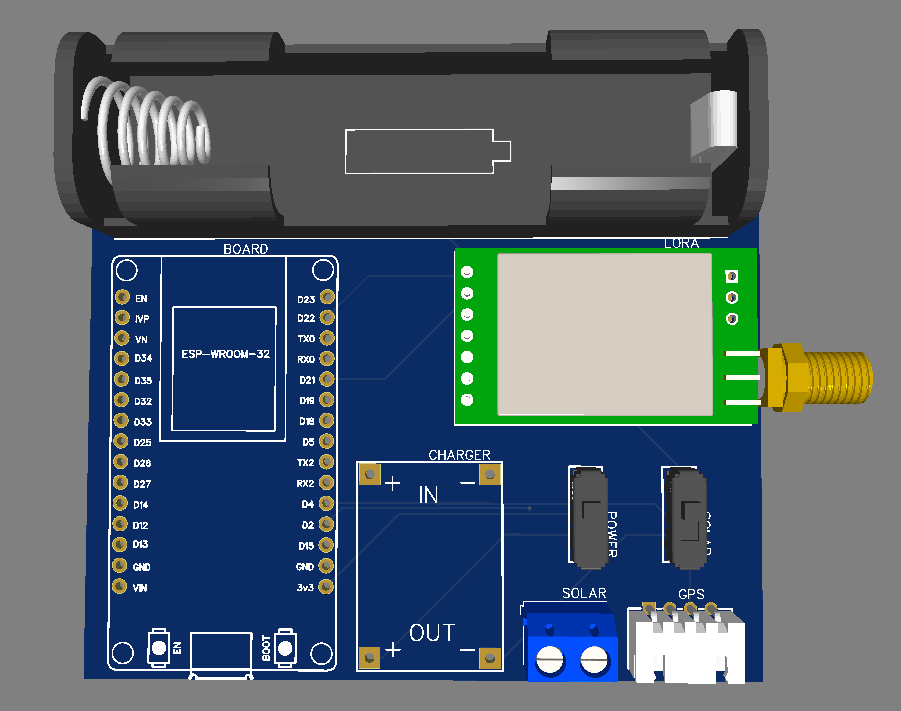 BOARD
LORA
EN
D23
IVP
D22
VN
TX0
D34
ESP-WROOM-32
RX0
D35
D21
D32
D19
D33
D18
D25
D5
D26
TX2
D27
RX2
D14
D4
D12
D2
D13
D15
GND
GND
VIN
3v3
EN
BOOT
CHARGER
+ IN −
OUT
+ −
POWER
SOLAR
SOLAR
GPS